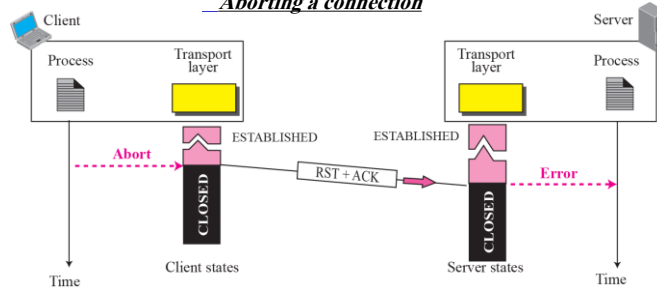 Aborting a connection
Client
Server
Process
Transport
layer
Transport
layer
Process
ESTABLISHED
ESTABLISHED
Abort
RST + ACK
Error
CLOSED
CLOSED
Time
Client states
Server states
Time